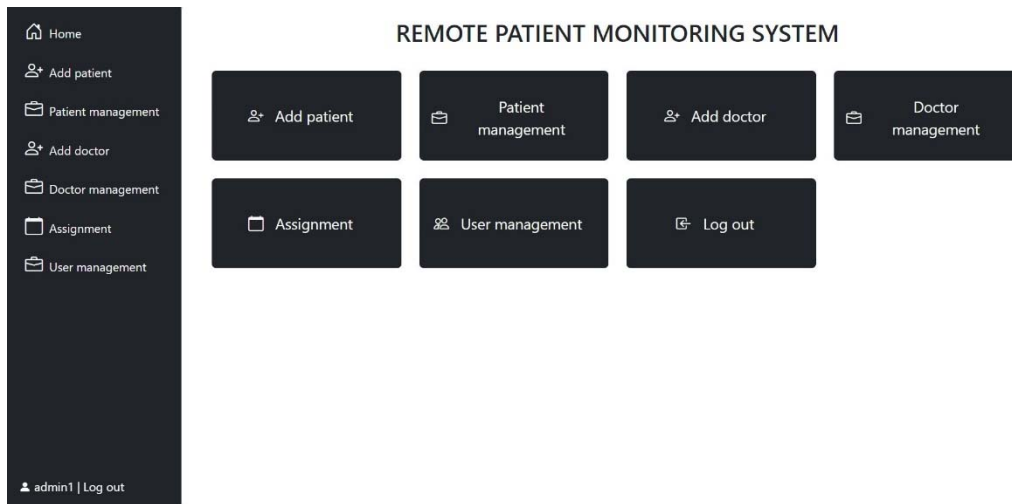 Home
Add patient
Patient management
Add doctor
Doctor management
Assignment
User management
admin1 | Log out
REMOTE PATIENT MONITORING SYSTEM
Add patient
Patient
management
Add doctor
Doctor
management
Assignment
User management
Log out